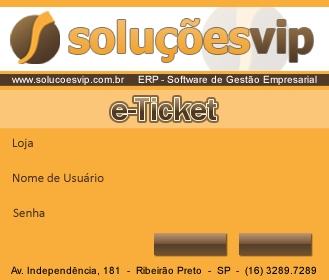 soluçõesvip
www.solucoesvip.com.br ERP - Software de Gestão Empresarial
e-Ticket
Loja
Nome de Usuário
Senha
Av. Independência, 181 - Ribeirão Preto - SP - (16) 3289.7289